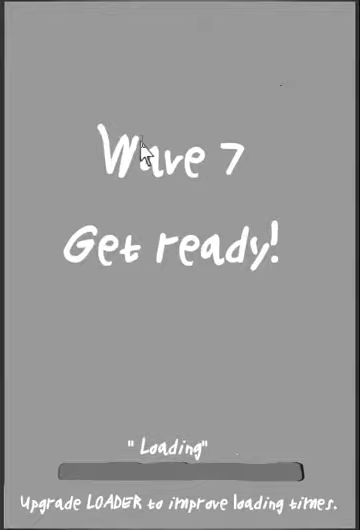 Wave 7
Get ready!
" Loading"
Upgrade LOADER to improve loading times.